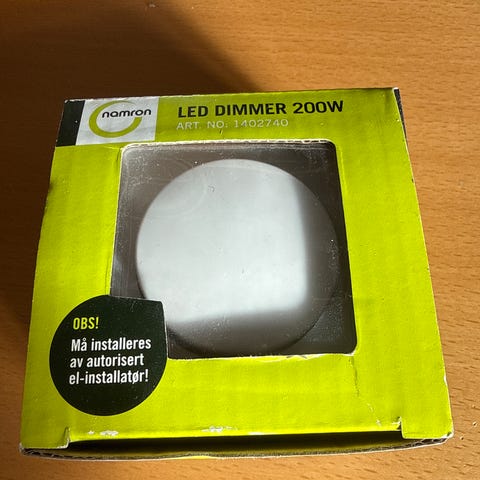 namron
LED DIMMER 200W
ART. NO: 1402740
OBS!
Må installeres
av autorisert
el-installatør!